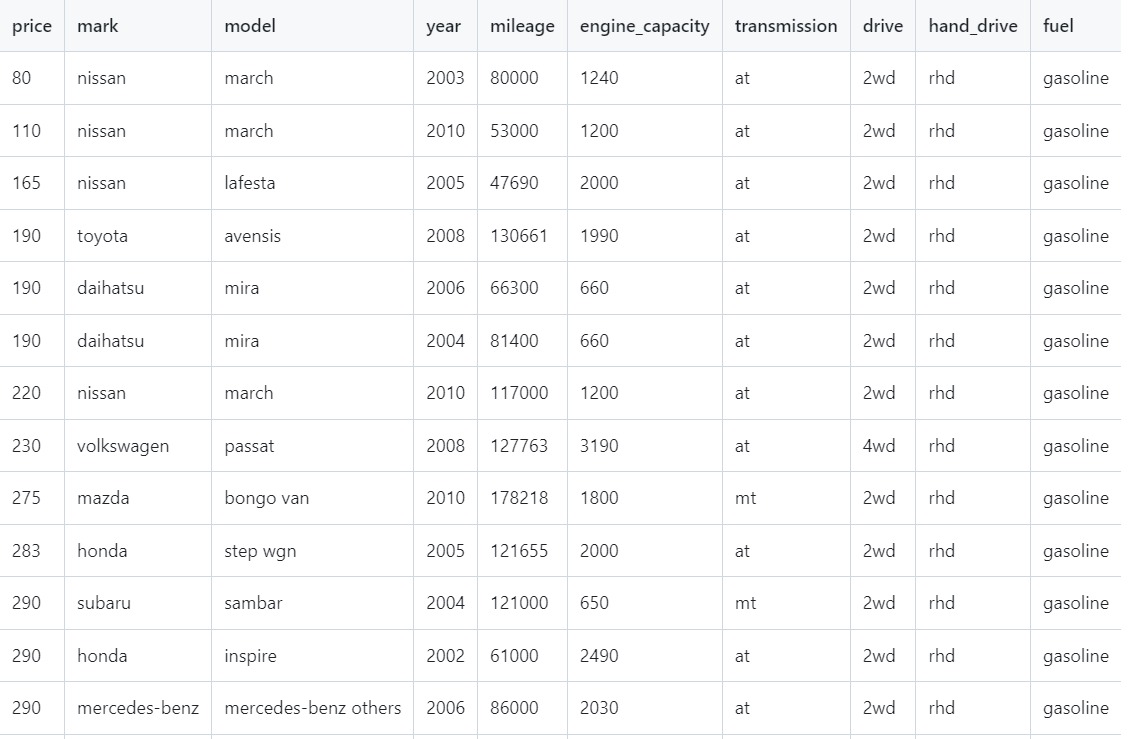 price mark model year mileage engine_capacity transmission drive hand_drive fuel
80 nissan march 2003 80000 1240 at 2wd rhd gasoline
110 nissan march 2010 53000 1200 at 2wd rhd gasoline
165 nissan lafesta 2005 47690 2000 at 2wd rhd gasoline
190 toyota avensis 2008 130661 1990 at 2wd rhd gasoline
190 daihatsu mira 2006 66300 660 at 2wd rhd gasoline
190 daihatsu mira 2004 81400 660 at 2wd rhd gasoline
220 nissan march 2010 117000 1200 at 2wd rhd gasoline
230 volkswagen passat 2008 127763 3190 at 4wd rhd gasoline
275 mazda bongo van 2010 178218 1800 mt 2wd rhd gasoline
283 honda step wgn 2005 121655 2000 at 2wd rhd gasoline
290 subaru sambar 2004 121000 650 mt 2wd rhd gasoline
290 honda inspire 2002 61000 2490 at 2wd rhd gasoline
290 mercedes-benz mercedes-benz others 2006 86000 2030 at 2wd rhd gasoline